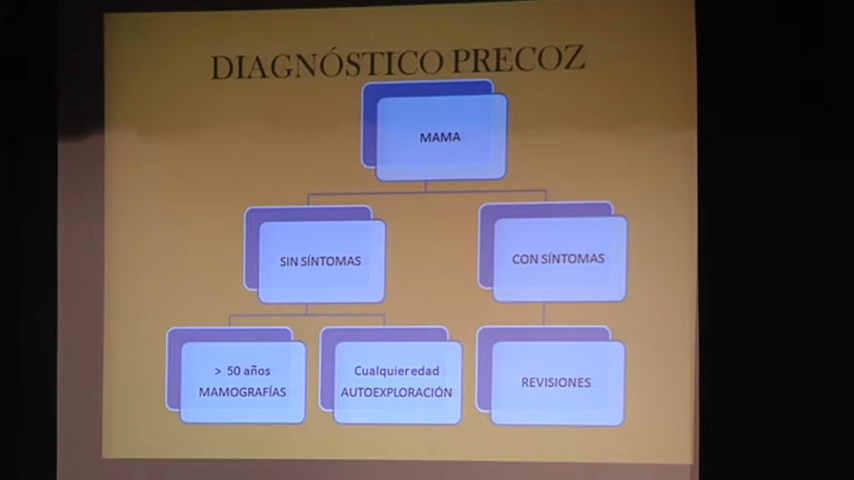 DIAGNÓSTICO PRECOZ
MAMA
SIN SÍNTOMAS
CON SÍNTOMAS
> 50 años
MAMOGRAFÍAS
Cualquier edad
AUTOEXPLORACIÓN
REVISIONES